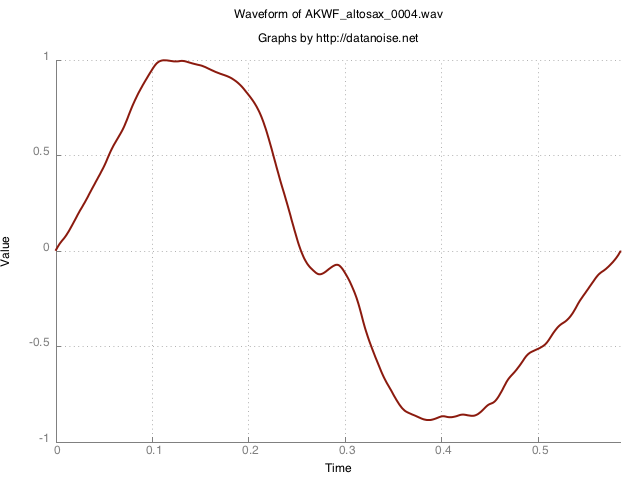 Waveform of AKWF_altosax_0004.wav
Graphs by http://datanoise.net
1
0.5
0
-0.5
-1
Value
0 0.1 0.2 0.3 0.4 0.5
Time